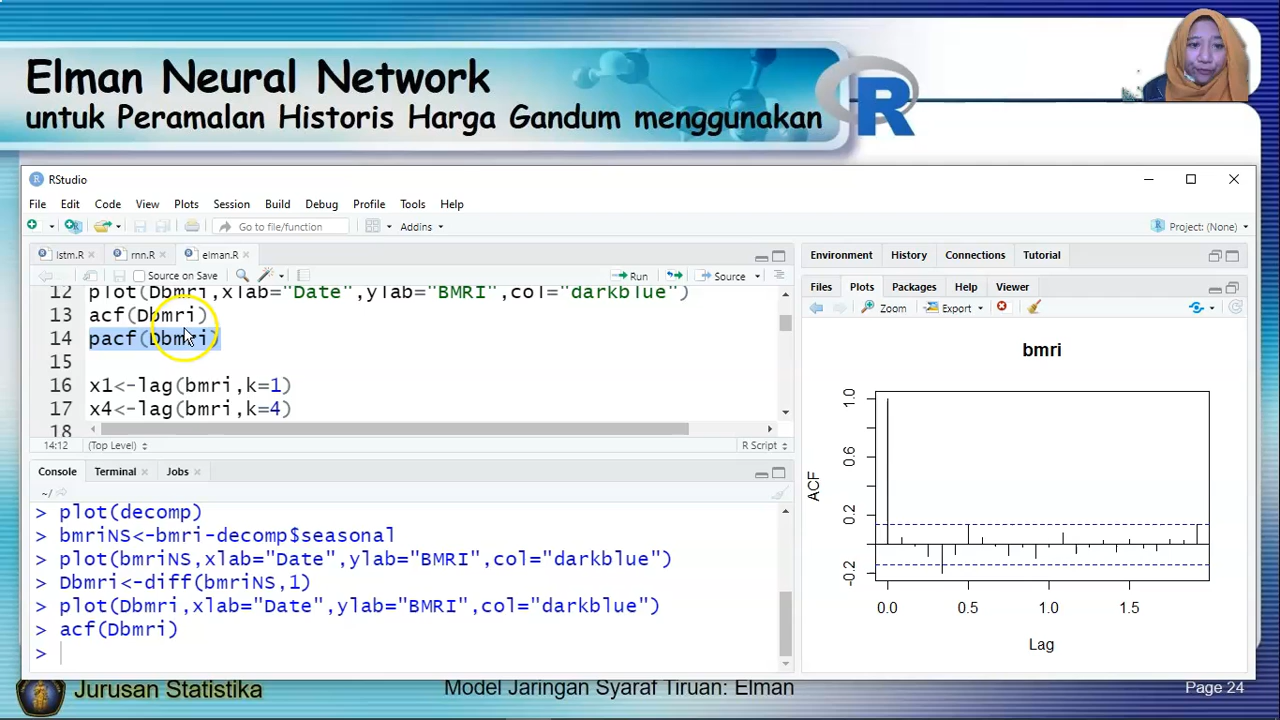 Elman Neural Network
untuk Peramalan Historis Harga Gandum menggunakan
R
RStudio
File Edit Code View Plots Session Build Debug Profile Tools Help
Go to file/function Addins Project: (None)
lstm.R rnn.R elman.R
Source on Save Run Source
12 plot(Dbmri,xlab="Date",ylab="BMRI",col="darkblue")
13 acf(Dbmri)
14 pacf(Dbmri)
15
16 x1<-lag(bmri,k=1)
17 x4<-lag(bmri,k=4)
18
14:12 (Top Level) R Script
Console Terminal Jobs
~/
> plot(decomp)
> bmriNS<-bmri-decomp$seasonal
> plot(bmriNS,xlab="Date",ylab="BMRI",col="darkblue")
> Dbmri<-diff(bmriNS,1)
> plot(Dbmri,xlab="Date",ylab="BMRI",col="darkblue")
> acf(Dbmri)
>
Environment History Connections Tutorial
Files Plots Packages Help Viewer
Zoom Export
bmri
ACF
1.0
0.6
0.2
-0.2
0.0 0.5 1.0 1.5
Lag
Jurusan Statistika
Model Jaringan Syaraf Tiruan: Elman
Page 24